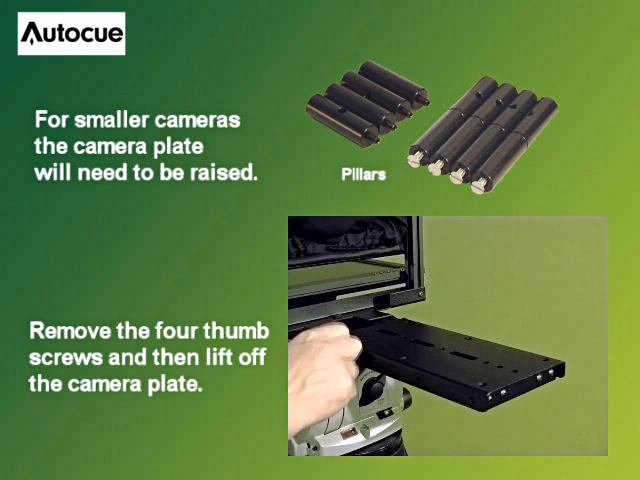 Autocue
For smaller cameras
the camera plate
will need to be raised.
Pillars
Remove the four thumb
screws and then lift off
the camera plate.